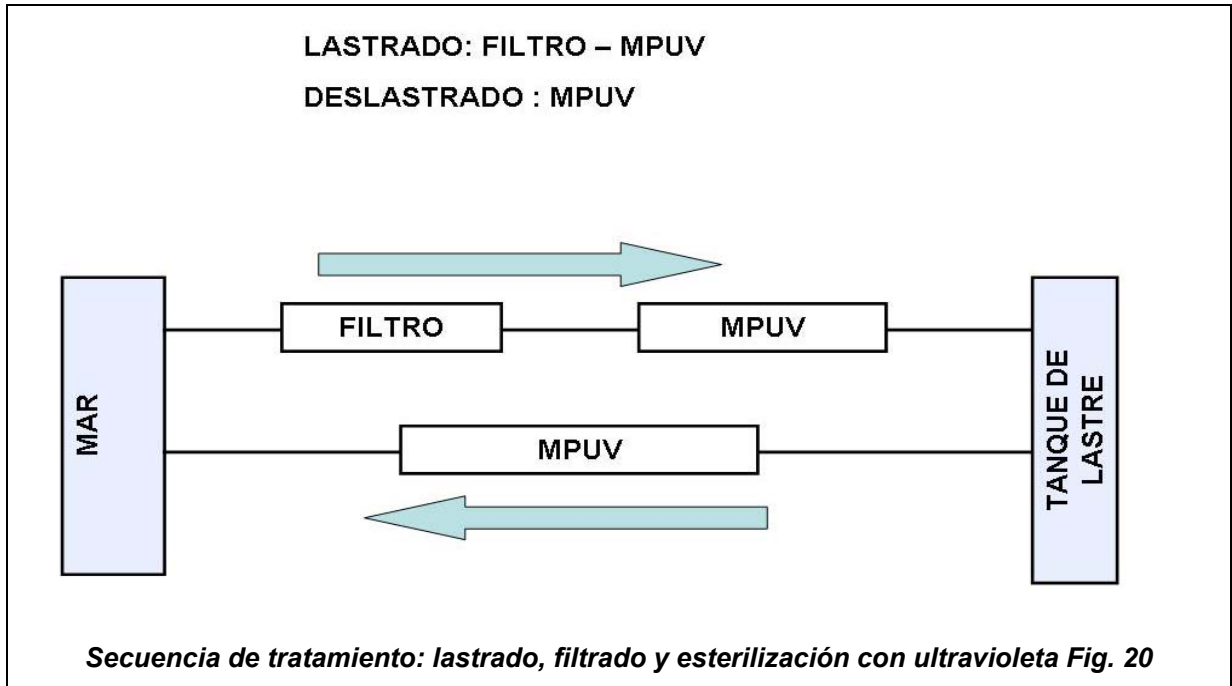 LASTRADO: FILTRO – MPUV
DESLASTRADO : MPUV
MAR
FILTRO
MPUV
MPUV
TANQUE DE
LASTRE
Secuencia de tratamiento: lastrado, filtrado y esterilización con ultravioleta Fig. 20